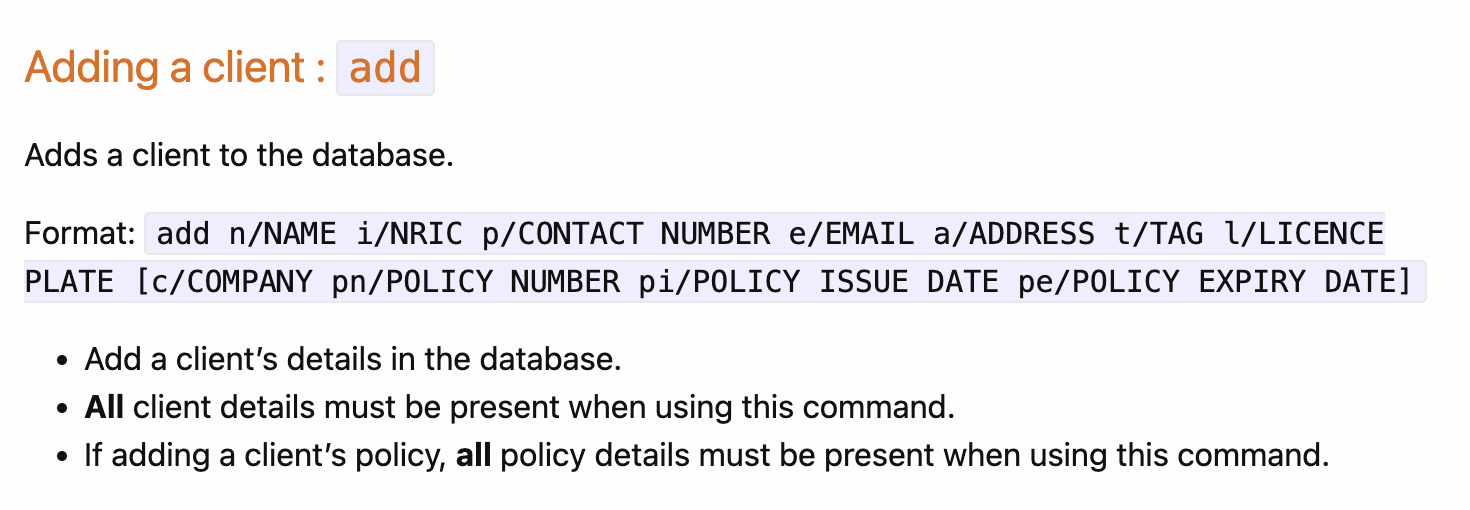 Adding a client : add
Adds a client to the database.
Format: add n/NAME i/NRIC p/CONTACT NUMBER e/EMAIL a/ADDRESS t/TAG l/LICENCE
PLATE [c/COMPANY pn/POLICY NUMBER pi/POLICY ISSUE DATE pe/POLICY EXPIRY DATE]
• Add a client’s details in the database.
• All client details must be present when using this command.
• If adding a client’s policy, all policy details must be present when using this command.